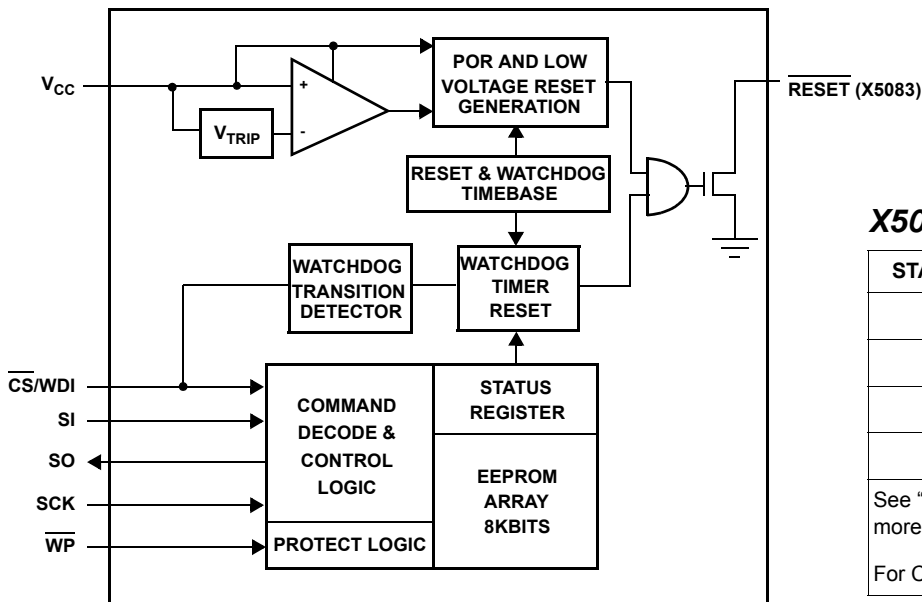 POR AND LOW
VOLTAGE RESET
GENERATION
VCC
+
-
VTRIP
RESET (X5083)
RESET & WATCHDOG
TIMEBASE
WATCHDOG
TRANSITION
DETECTOR
WATCHDOG
TIMER
RESET
CS/WDI
SI
SO
SCK
WP
COMMAND
DECODE &
CONTROL
LOGIC
PROTECT LOGIC
STATUS
REGISTER
EEPROM
ARRAY
8KBITS
See “
more